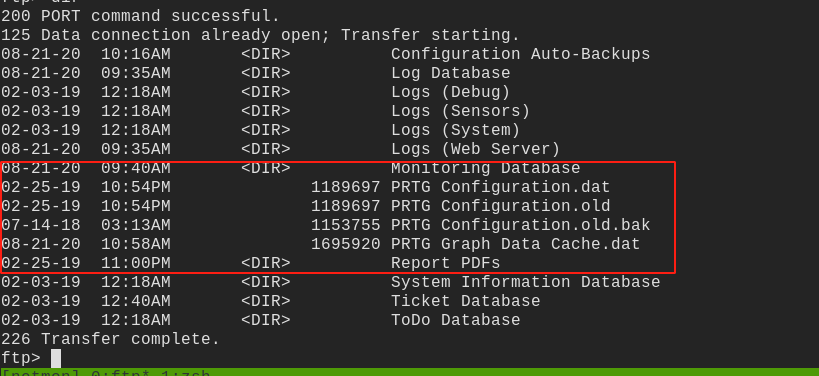 ftp> dir
200 PORT command successful.
125 Data connection already open; Transfer starting.
08-21-20  10:16AM       <DIR>          Configuration Auto-Backups
08-21-20  09:35AM       <DIR>          Log Database
02-03-19  12:18AM       <DIR>          Logs (Debug)
02-03-19  12:18AM       <DIR>          Logs (Sensors)
02-03-19  12:18AM       <DIR>          Logs (System)
08-21-20  09:35AM       <DIR>          Logs (Web Server)
08-21-20  09:40AM       <DIR>          Monitoring Database
02-25-19  10:54PM              1189697 PRTG Configuration.dat
02-25-19  10:54PM              1189697 PRTG Configuration.old
07-14-18  03:13AM              1153755 PRTG Configuration.old.bak
08-21-20  10:58AM              1695920 PRTG Graph Data Cache.dat
02-25-19  11:00PM       <DIR>          Report PDFs
02-03-19  12:18AM       <DIR>          System Information Database
02-03-19  12:40AM       <DIR>          Ticket Database
02-03-19  12:18AM       <DIR>          ToDo Database
226 Transfer complete.
ftp>
[netmon] 0:ftp* 1:zsh